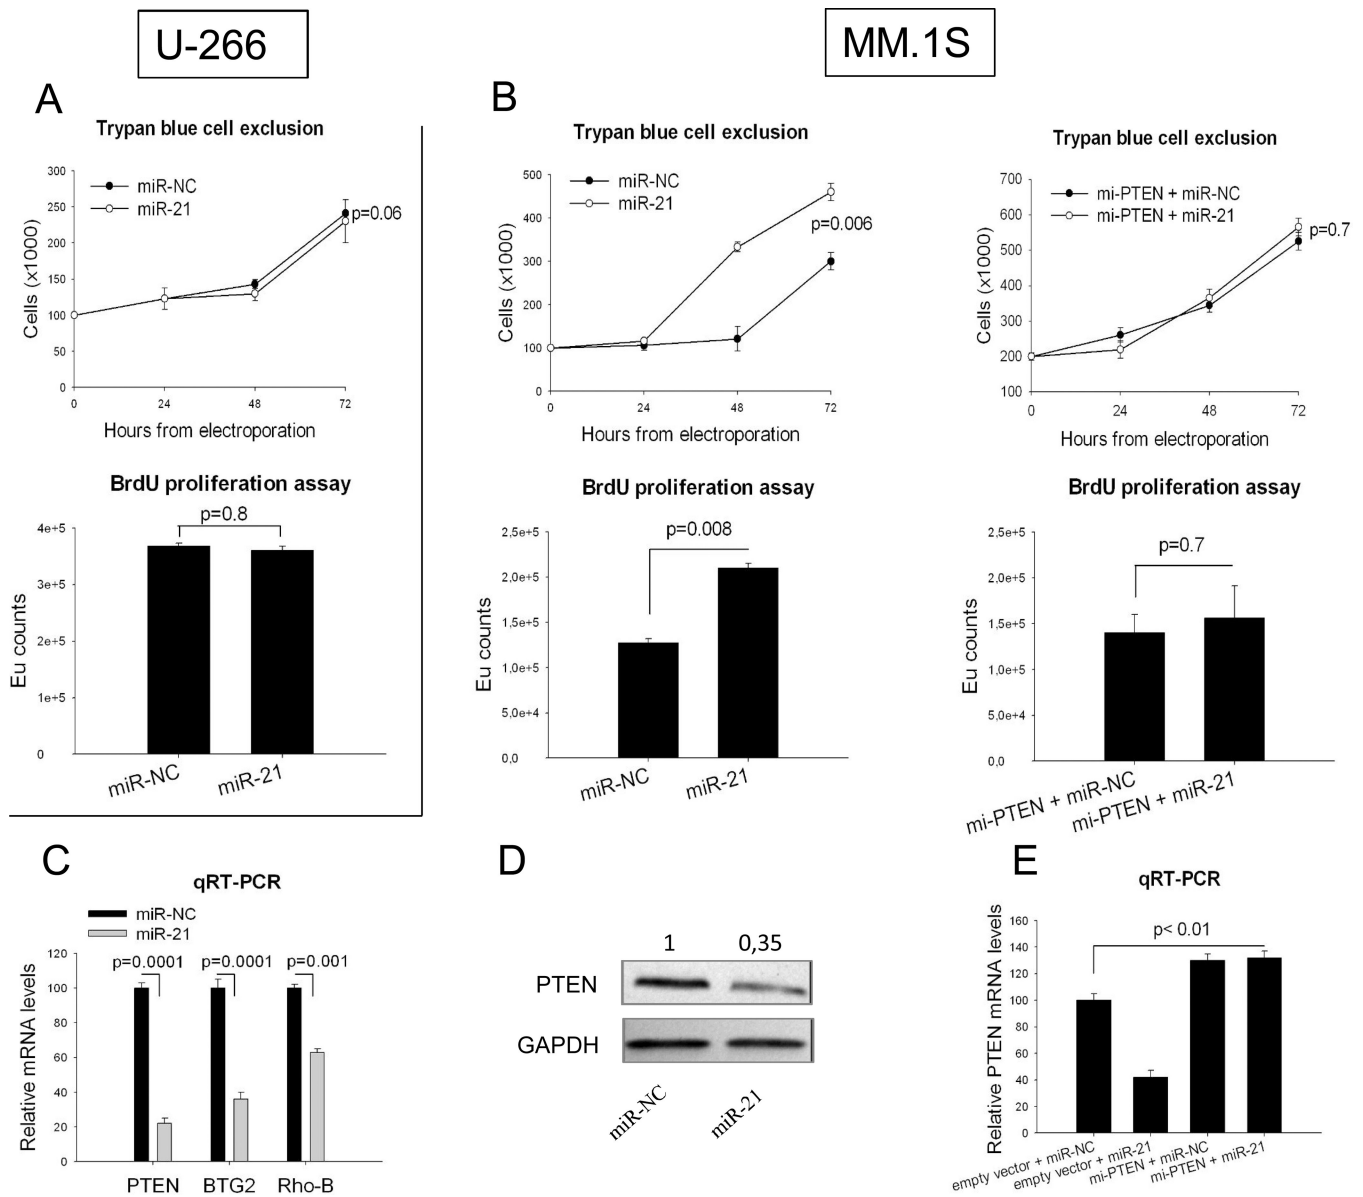 U-266
MM.1S
A
Trypan blue cell exclusion
300
250
200
150
100
50
0
Cells (x1000)
miR-NC
miR-21
p=0.06
0 24 48 72
Hours from electroporation
BrdU proliferation assay
4e+5
3e+5
2e+5
1e+5
0
Eu counts
p=0.8
miR-NC miR-21
B
Trypan blue cell exclusion
500
400
300
200
100
0
Cells (x1000)
miR-NC
miR-21
p=0.006
0 24 48 72
Hours from electroporation
Trypan blue cell exclusion
700
600
500
400
300
200
100
Cells (x1000)
mi-PTEN + miR-NC
mi-PTEN + miR-21
p=0.7
0 24 48 72
Hours from electroporation
BrdU proliferation assay
2,5e+5
2,0e+5
1,5e+5
1,0e+5
5,0e+4
0,0
Eu counts
p=0.008
miR-NC miR-21
BrdU proliferation assay
2,5e+5
2,0e+5
1,5e+5
1,0e+5
5,0e+4
0,0
Eu counts
p=0.7
mi-PTEN + miR-NC
mi-PTEN + miR-21
C
qRT-PCR
miR-NC
miR-21
120
100
80
60
40
20
0
Relative mRNA levels
p=0.0001 p=0.0001 p=0.001
PTEN BTG2 Rho-B
D
1 0,35
PTEN
GAPDH
miR-NC miR-21
E
qRT-PCR
160
140
120
100
80
60
40
20
0
Relative PTEN mRNA levels
p< 0.01
empty vector + miR-NC
empty vector + miR-21
mi-PTEN + miR-NC
mi-PTEN + miR-21